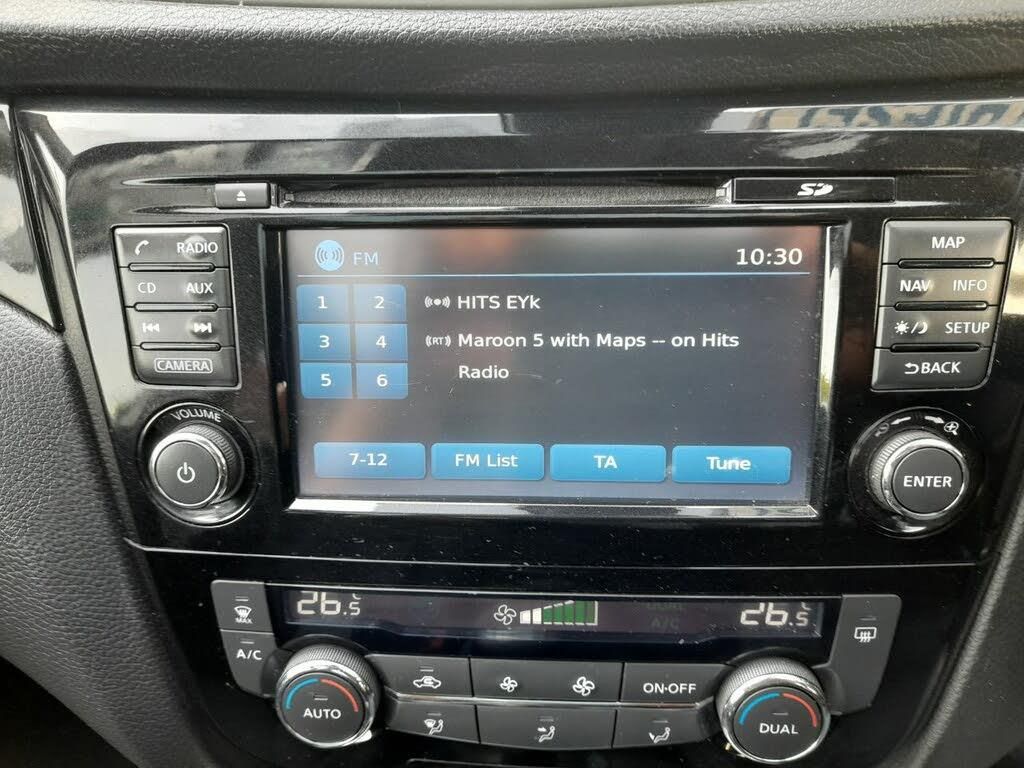 SD
RADIO
CD AUX
CAMERA
VOLUME
FM
10:30
1 2
3 4
5 6
HITS EYk
(RT) Maroon 5 with Maps -- on Hits
Radio
7-12
FM List
TA
Tune
MAP
NAV INFO
SETUP
BACK
ENTER
26.5°C
DUAL
A/C
26.5°C
MAX
A/C
AUTO
ON·OFF
DUAL